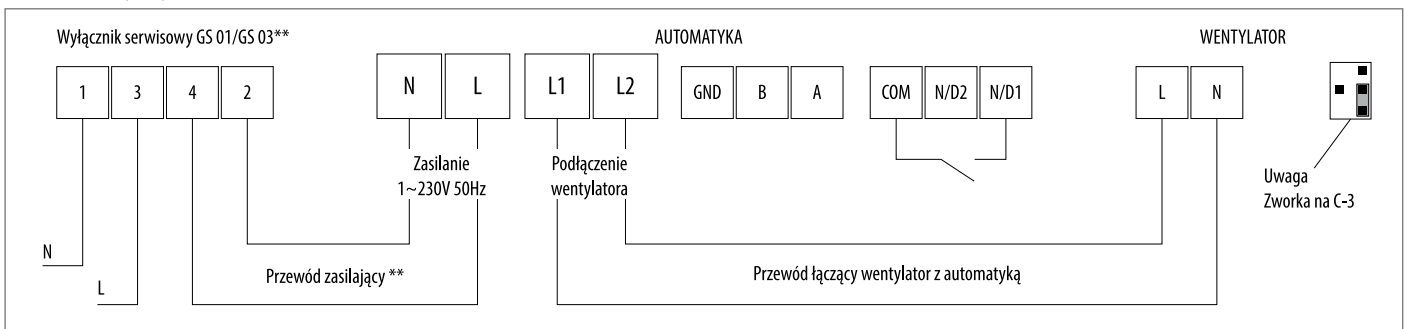 Wyłącznik serwisowy GS 01/GS 03**
AUTOMATYKA
WENTYLATOR
1 3 4 2
N L L1 L2
GND B A
COM N/D2 N/D1
L N
Zasilanie
1~230V 50Hz
Podłączenie
wentylatora
Uwaga
Zworka na C-3
N
L
Przewód zasilający **
Przewód łączący wentylator z automatyką